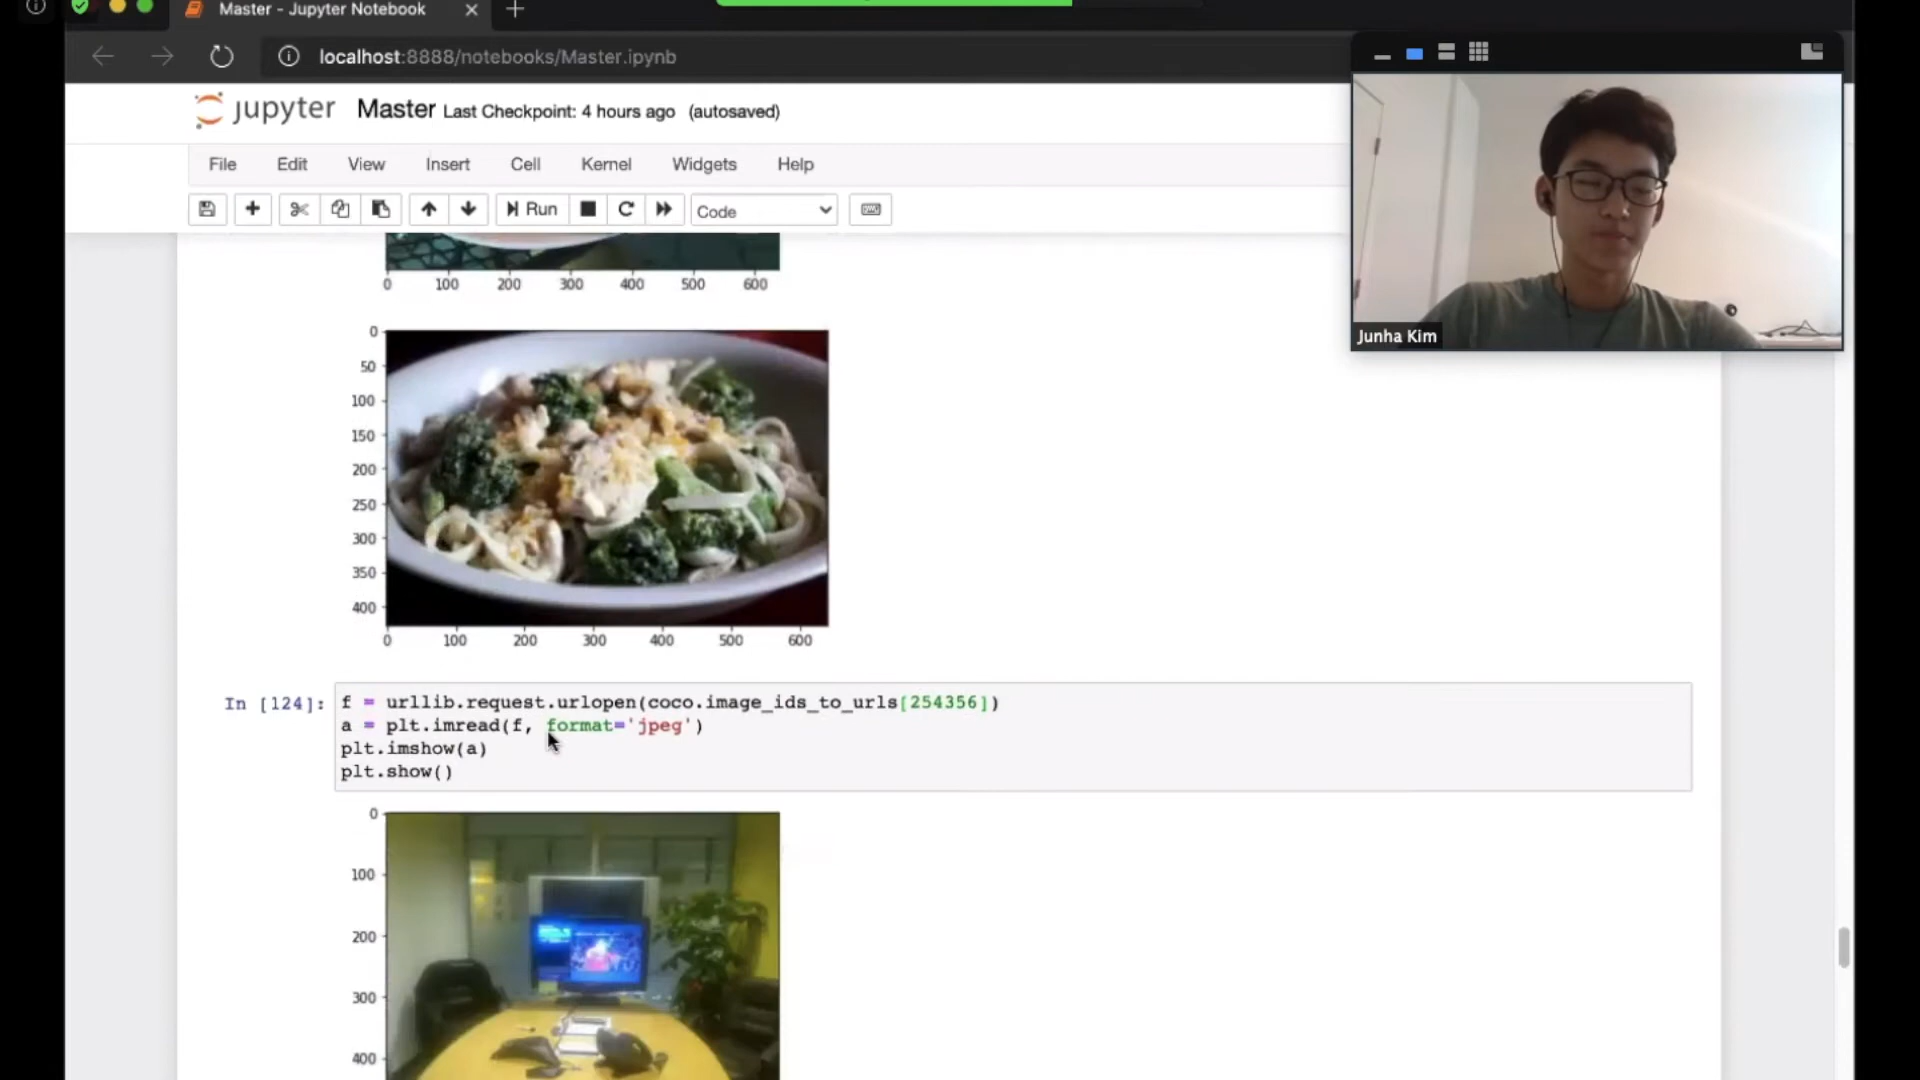 Master - Jupyter Notebook
localhost:8888/notebooks/Master.ipynb
jupyter Master Last Checkpoint: 4 hours ago (autosaved)
File Edit View Insert Cell Kernel Widgets Help
Run Code
Junha Kim
0 100 200 300 400 500 600
0
50
100
150
200
250
300
350
400
0 100 200 300 400 500 600
In [124]: f = urllib.request.urlopen(coco.image_ids_to_urls[254356])
a = plt.imread(f, format='jpeg')
plt.imshow(a)
plt.show()
0
100
200
300
400